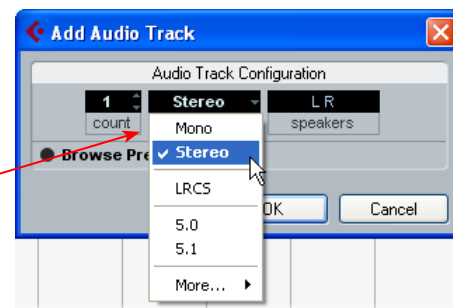 Add Audio Track
Audio Track Configuration
1 Stereo L R
count speakers
Mono
Browse Pre
Stereo
LRCS
5.0
OK Cancel
5.1
More...